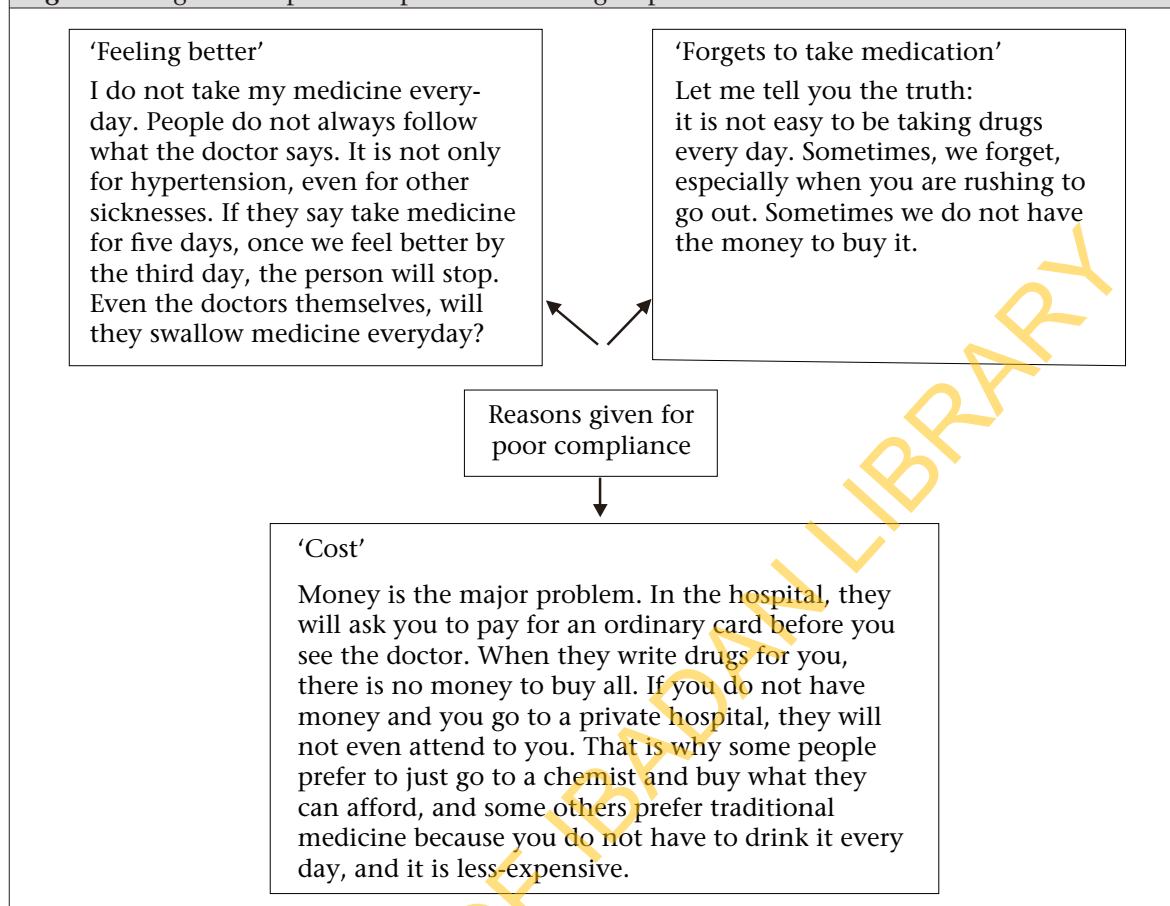 'Feeling better'
I do not take my medicine every-
day. People do not always follow
what the doctor says. It is not only
for hypertension, even for other
sicknesses. If they say take medicine
for five days, once we feel better by
the third day, the person will stop.
Even the doctors themselves, will
they swallow medicine everyday?
'Forgets to take medication'
Let me tell you the truth:
it is not easy to be taking drugs
every day. Sometimes, we forget,
especially when you are rushing to
go out. Sometimes we do not have
the money to buy it.
Reasons given for
poor compliance
'Cost'
Money is the major problem. In the hospital, they
will ask you to pay for an ordinary card before you
see the doctor. When they write drugs for you,
there is no money to buy all. If you do not have
money and you go to a private hospital, they will
not even attend to you. That is why some people
prefer to just go to a chemist and buy what they
can afford, and some others prefer traditional
medicine because you do not have to drink it every
day, and it is less-expensive.
IBADAN LIBRARY